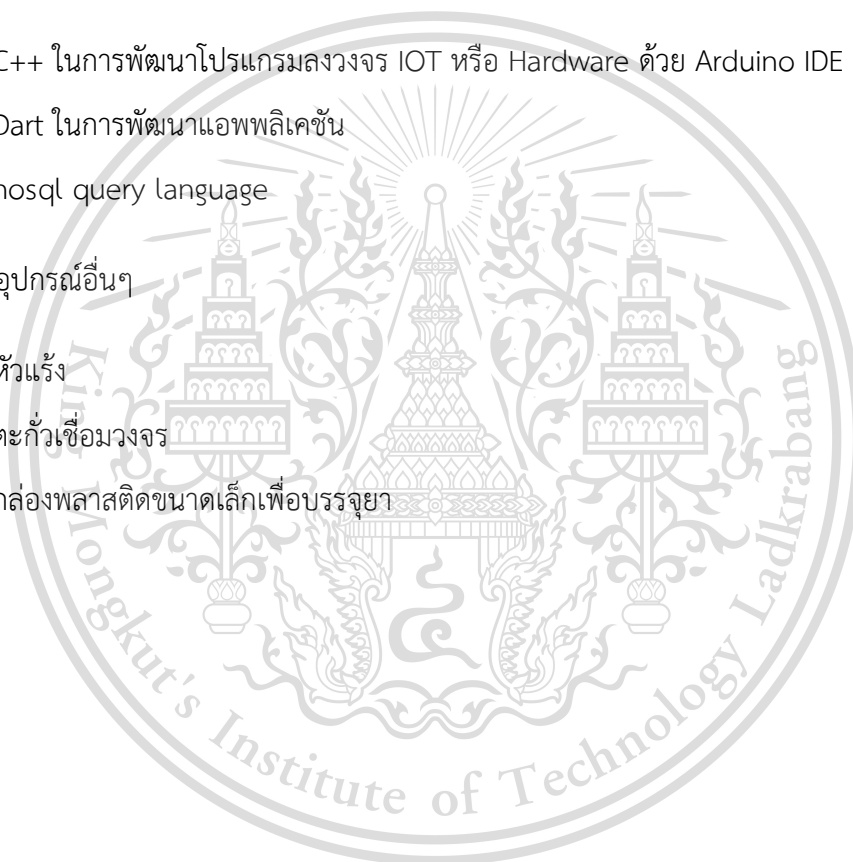 C++ ในการพัฒนาโปรแกรมลงวงจร IOT หรือ Hardware ด้วย Arduino IDE
Dart ในการพัฒนาแอพพลิเคชัน
nosql query language
อุปกรณ์อื่นๆ
หัวแร้ง
ตะกั่วเชื่อมวงจร
กล่องพลาสติดขนาดเล็กเพื่อบรรจุยา
King Mongkut's Institute of Technology Ladkrabang